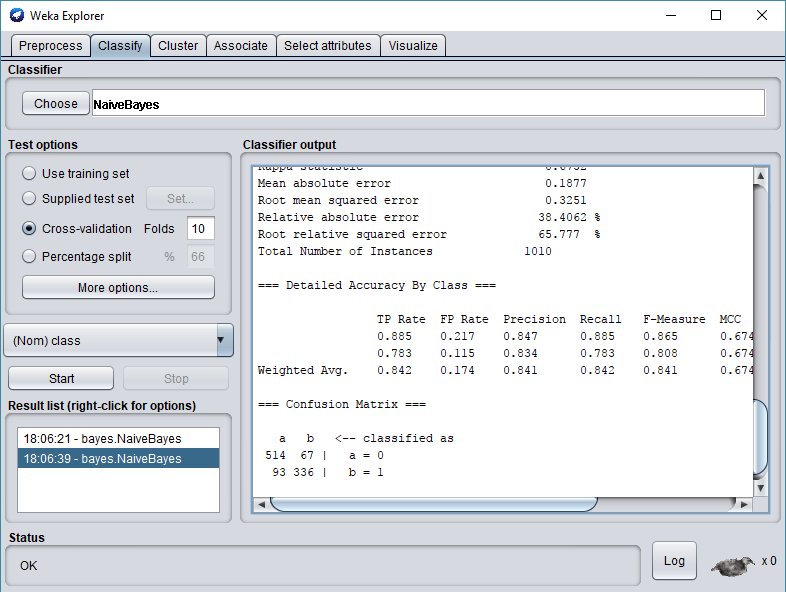 Weka Explorer
Preprocess Classify Cluster Associate Select attributes Visualize
Classifier
Choose NaiveBayes
Test options
Use training set
Supplied test set Set...
Cross-validation Folds 10
Percentage split % 66
More options...
(Nom) class
Start Stop
Result list (right-click for options)
18:06:21 - bayes.NaiveBayes
18:06:39 - bayes.NaiveBayes
Classifier output
Mean absolute error 0.1877
Root mean squared error 0.3251
Relative absolute error 38.4062 %
Root relative squared error 65.777 %
Total Number of Instances 1010
=== Detailed Accuracy By Class ===
TP Rate FP Rate Precision Recall F-Measure MCC
0.885 0.217 0.847 0.885 0.865 0.674
0.783 0.115 0.834 0.783 0.808 0.674
Weighted Avg. 0.842 0.174 0.841 0.842 0.841 0.674
=== Confusion Matrix ===
a b <-- classified as
514 67 | a = 0
93 336 | b = 1
Status
OK
Log x 0